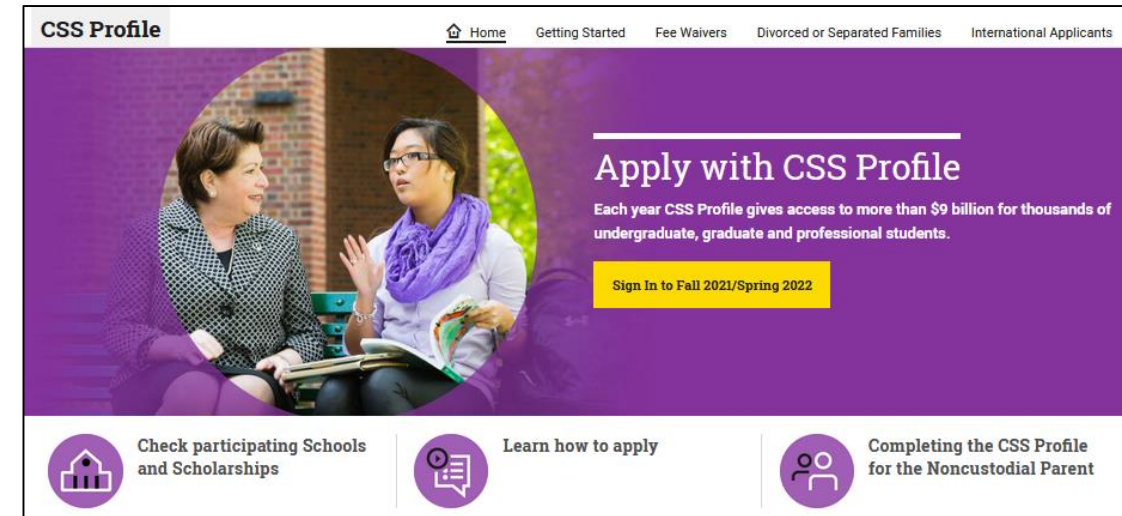 CSS Profile
Home Getting Started Fee Waivers Divorced or Separated Families International Applicants
Apply with CSS Profile
Each year CSS Profile gives access to more than $9 billion for thousands of
undergraduate, graduate and professional students.
Sign In to Fall 2021/Spring 2022
Check participating Schools
and Scholarships
Learn how to apply
Completing the CSS Profile
for the Noncustodial Parent